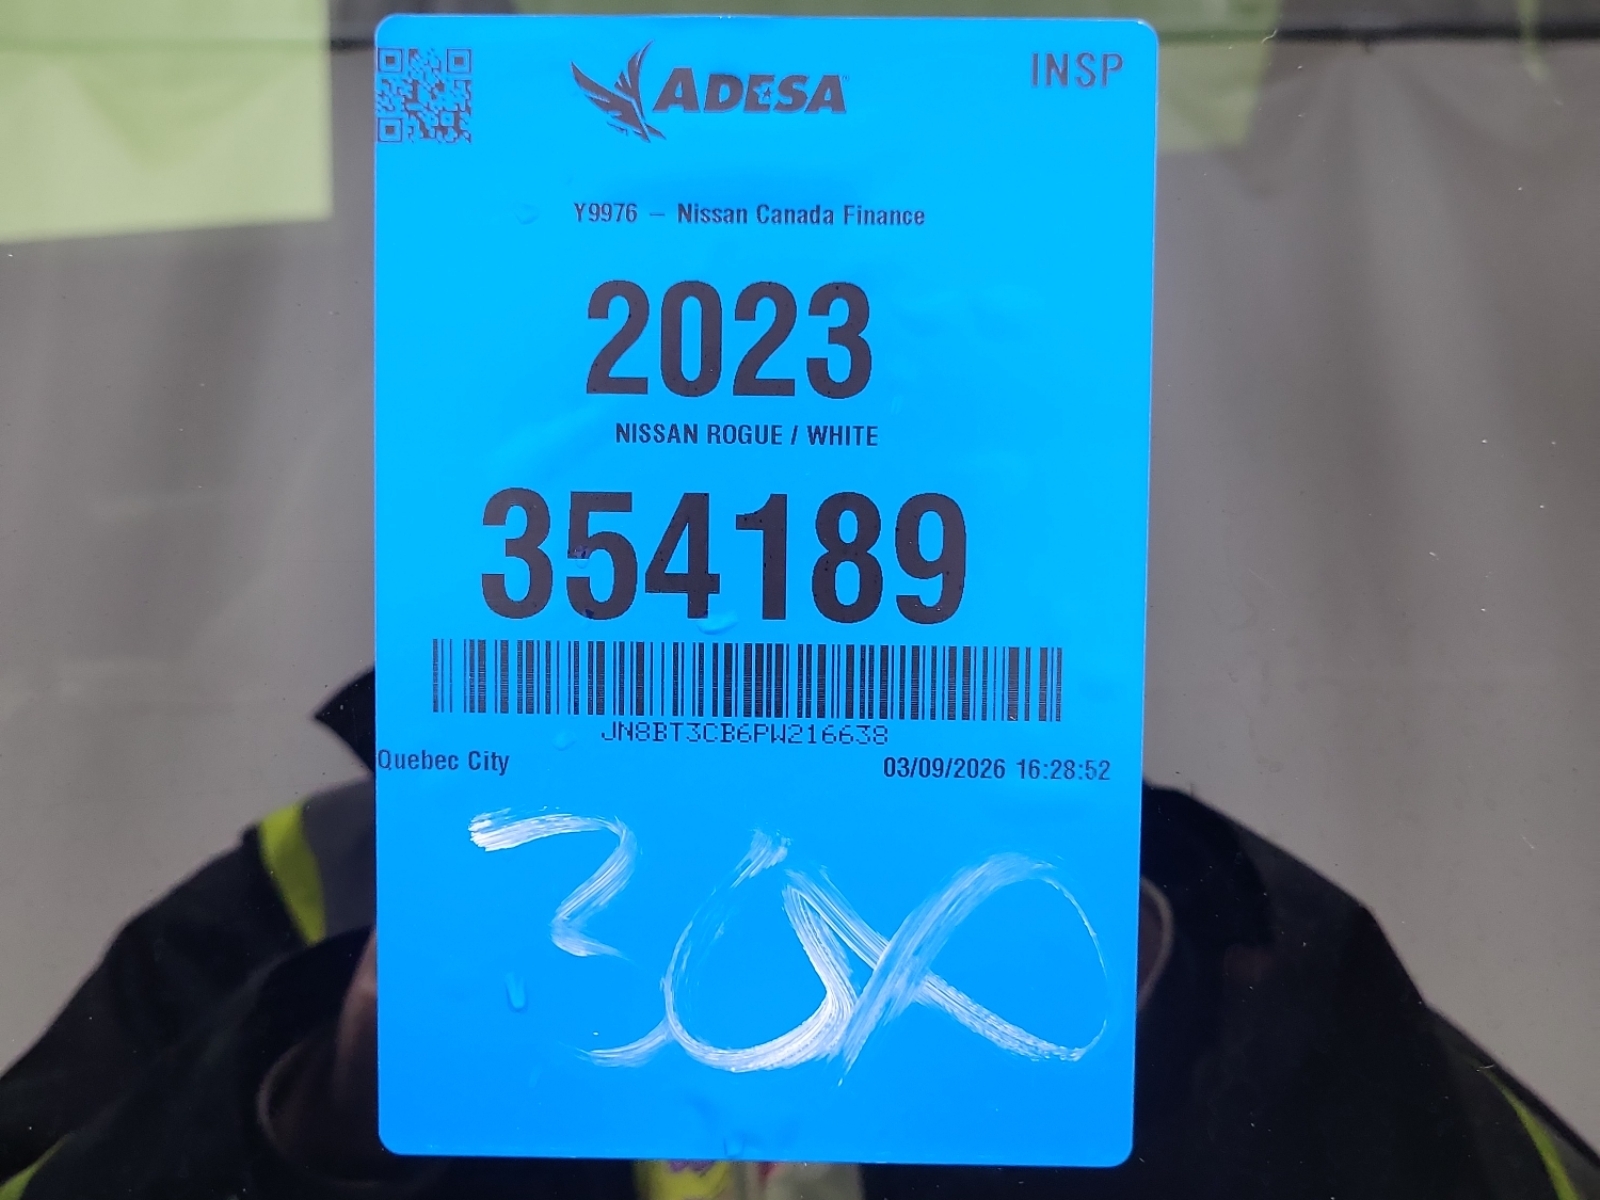 ADESA
INSP
Y9976 – Nissan Canada Finance
2023
NISSAN ROGUE / WHITE
354189
JN8BT3CB6PW216638
Quebec City
03/09/2026 16:28:52